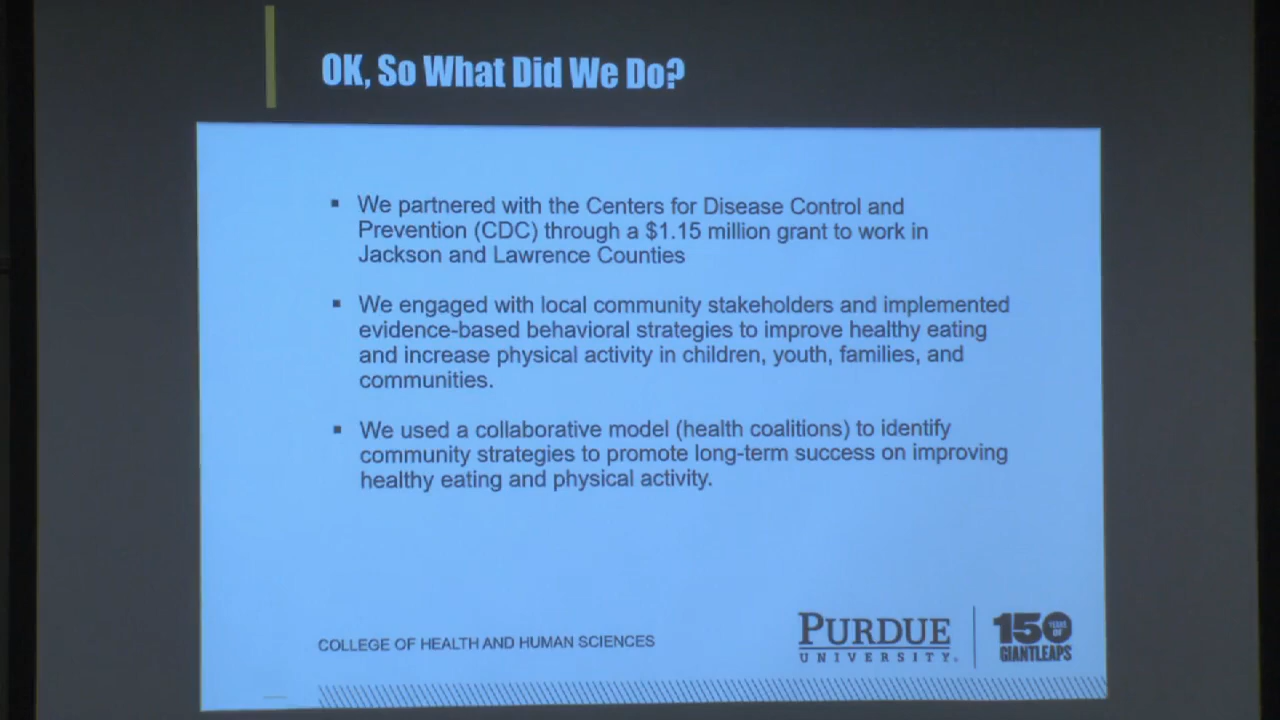 OK, So What Did We Do?
▪ We partnered with the Centers for Disease Control and
Prevention (CDC) through a $1.15 million grant to work in
Jackson and Lawrence Counties
▪ We engaged with local community stakeholders and implemented
evidence-based behavioral strategies to improve healthy eating
and increase physical activity in children, youth, families, and
communities.
▪ We used a collaborative model (health coalitions) to identify
community strategies to promote long-term success on improving
healthy eating and physical activity.
COLLEGE OF HEALTH AND HUMAN SCIENCES
PURDUE
UNIVERSITY®
150 YEARS OF
GIANT LEAPS